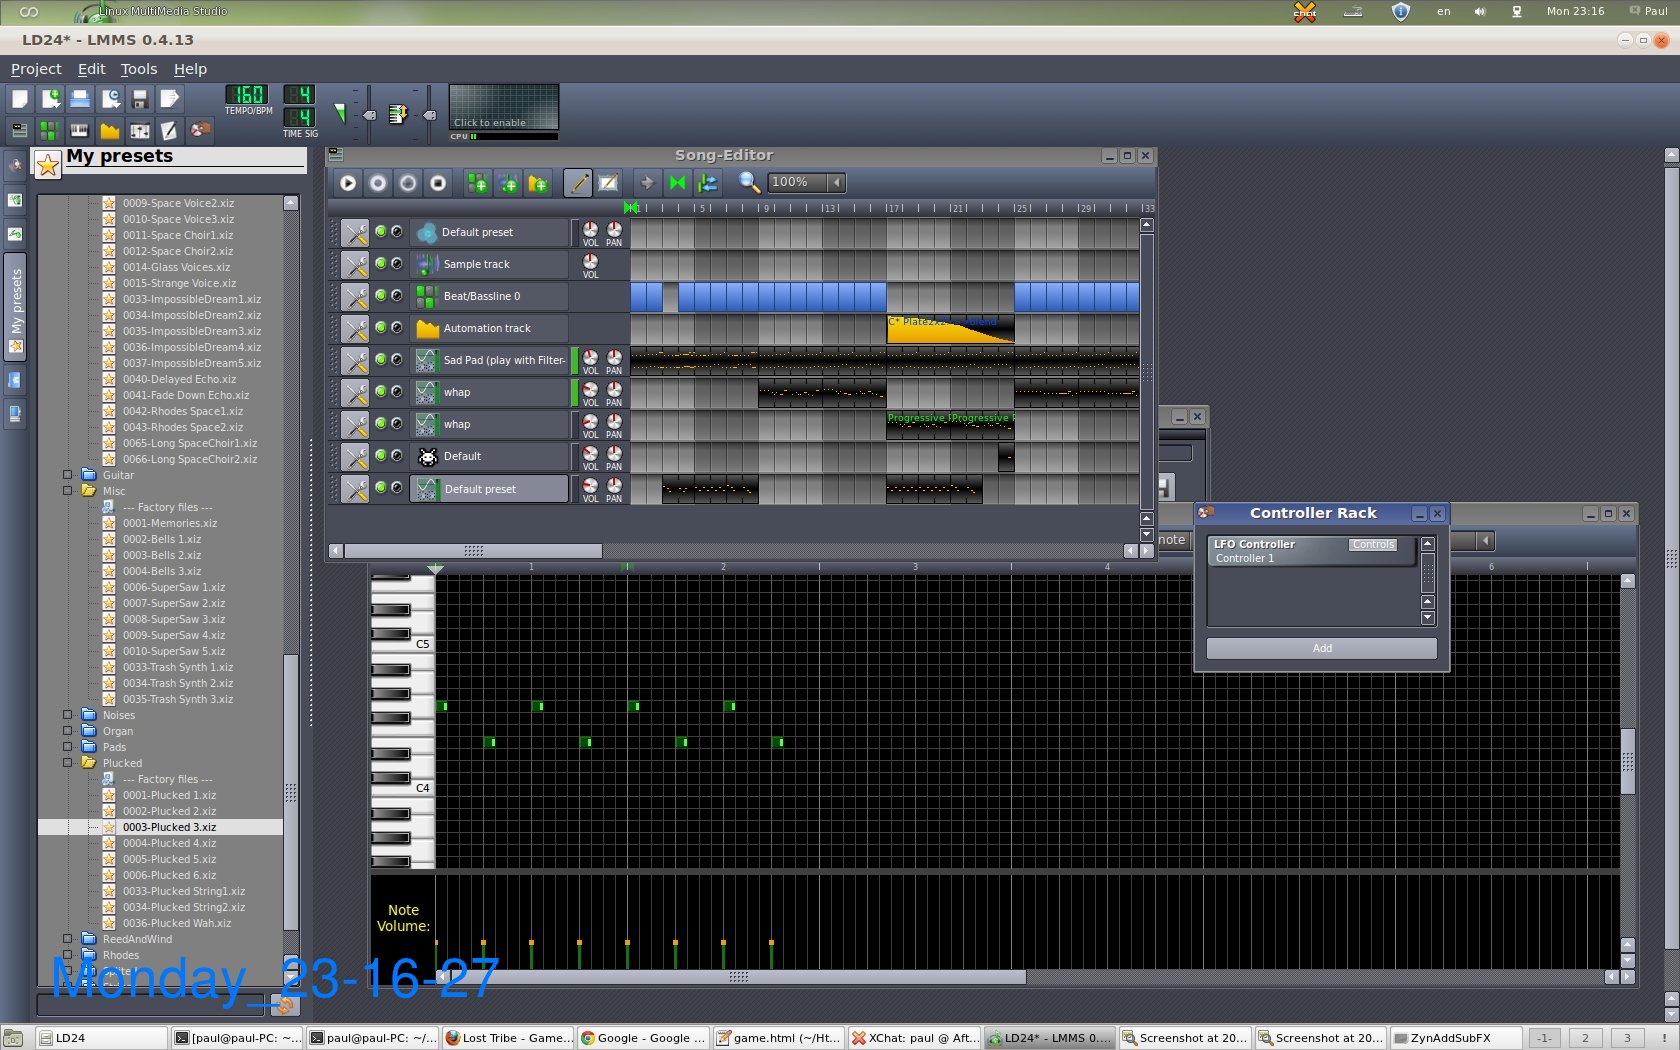 Linux MultiMedia Studio
en
Mon 23:16
Paul
LD24* - LMMS 0.4.13
Project Edit Tools Help
160
TEMPO/BPM
4
4
TIME SIG
Click to enable
CPU
My presets
My presets
0009-Space Voice2.xiz
0010-Space Voice3.xiz
0011-Space Choir1.xiz
0012-Space Choir2.xiz
0014-Glass Voices.xiz
0015-Strange Voice.xiz
0033-ImpossibleDream1.xiz
0034-ImpossibleDream2.xiz
0035-ImpossibleDream3.xiz
0036-ImpossibleDream4.xiz
0037-ImpossibleDream5.xiz
0040-Delayed Echo.xiz
0041-Fade Down Echo.xiz
0042-Rhodes Space1.xiz
0043-Rhodes Space2.xiz
0065-Long SpaceChoir1.xiz
0066-Long SpaceChoir2.xiz
Guitar
Misc
--- Factory files ---
0001-Memories.xiz
0002-Bells 1.xiz
0003-Bells 2.xiz
0004-Bells 3.xiz
0006-SuperSaw 1.xiz
0007-SuperSaw 2.xiz
0008-SuperSaw 3.xiz
0009-SuperSaw 4.xiz
0010-SuperSaw 5.xiz
0033-Trash Synth 1.xiz
0034-Trash Synth 2.xiz
0035-Trash Synth 3.xiz
Noises
Organ
Pads
Plucked
--- Factory files ---
0001-Plucked 1.xiz
0002-Plucked 2.xiz
0003-Plucked 3.xiz
0004-Plucked 4.xiz
0005-Plucked 5.xiz
0006-Plucked 6.xiz
0033-Plucked String1.xiz
0034-Plucked String2.xiz
0036-Plucked Wah.xiz
ReedAndWind
Rhodes
Monday_23-16-27
Song-Editor
100%
1 5 9 13 17 21 25 29 33
Default preset VOL PAN
Sample track VOL
Beat/Bassline 0
Automation track
Sad Pad (play with Filter- VOL PAN
whap VOL PAN
whap VOL PAN
Progressive Progressive
Default VOL PAN
Default preset VOL PAN
note
Controller Rack
LFO Controller Controls
Controller 1
Add
1 2 3 4 6
C5
C4
Note
Volume:
LD24
[paul@paul-PC: ~...
paul@paul-PC: ~/...
Lost Tribe - Game...
Google - Google ...
game.html (~/Ht...
XChat: paul @ Aft...
LD24* - LMMS 0....
Screenshot at 20...
Screenshot at 20...
ZynAddSubFX
-1- 2 3 !